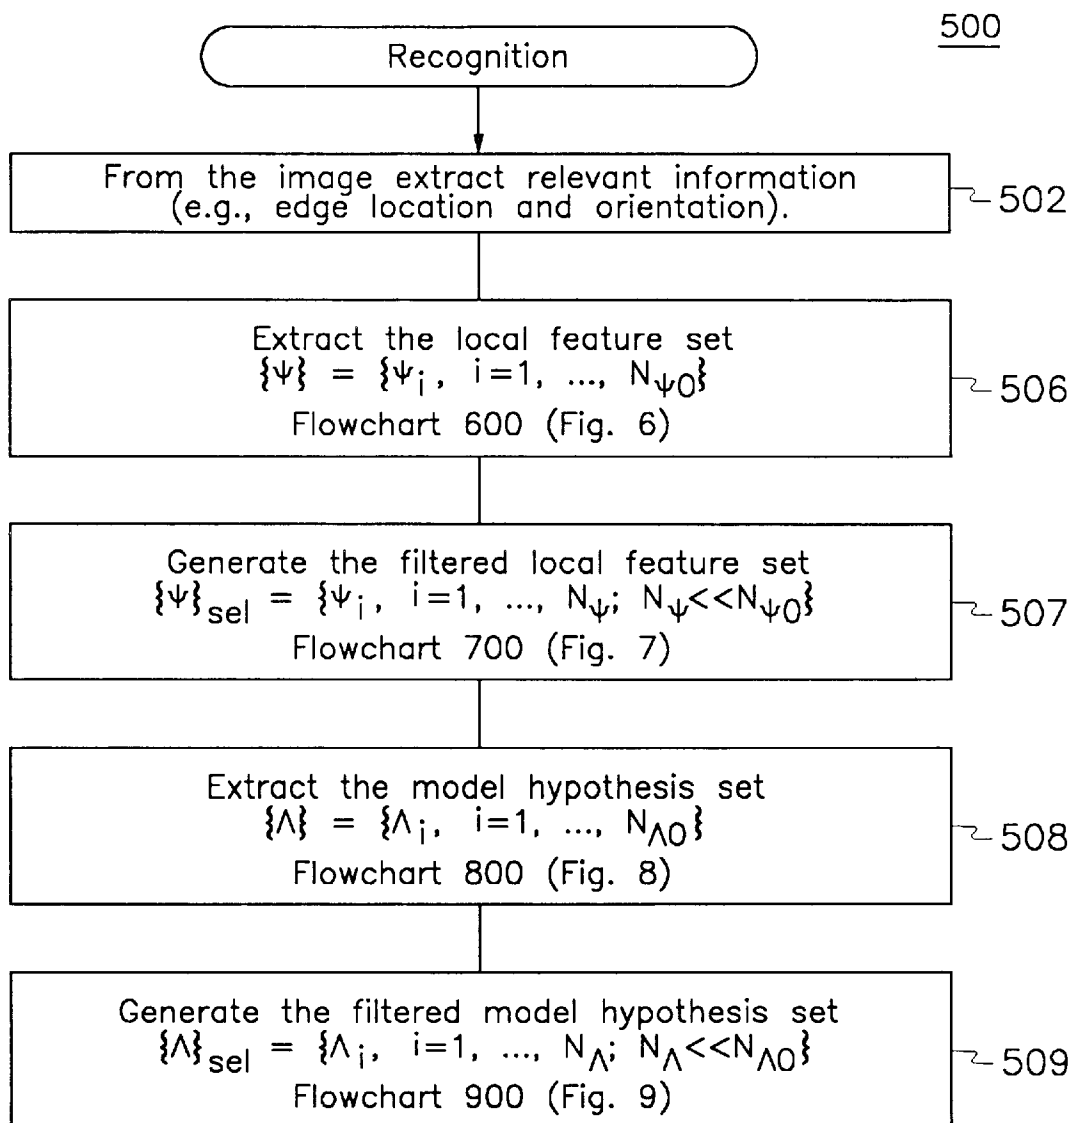 500
Recognition
From the image extract relevant information
(e.g., edge location and orientation).
502
Extract the local feature set
{Ψ} = {Ψi, i=1, ..., NΨ0}
Flowchart 600 (Fig. 6)
506
Generate the filtered local feature set
{Ψ}sel = {Ψi, i=1, ..., NΨ; NΨ<<NΨ0}
Flowchart 700 (Fig. 7)
507
Extract the model hypothesis set
{Λ} = {Λi, i=1, ..., NΛ0}
Flowchart 800 (Fig. 8)
508
Generate the filtered model hypothesis set
{Λ}sel = {Λi, i=1, ..., NΛ; NΛ<<NΛ0}
Flowchart 900 (Fig. 9)
509